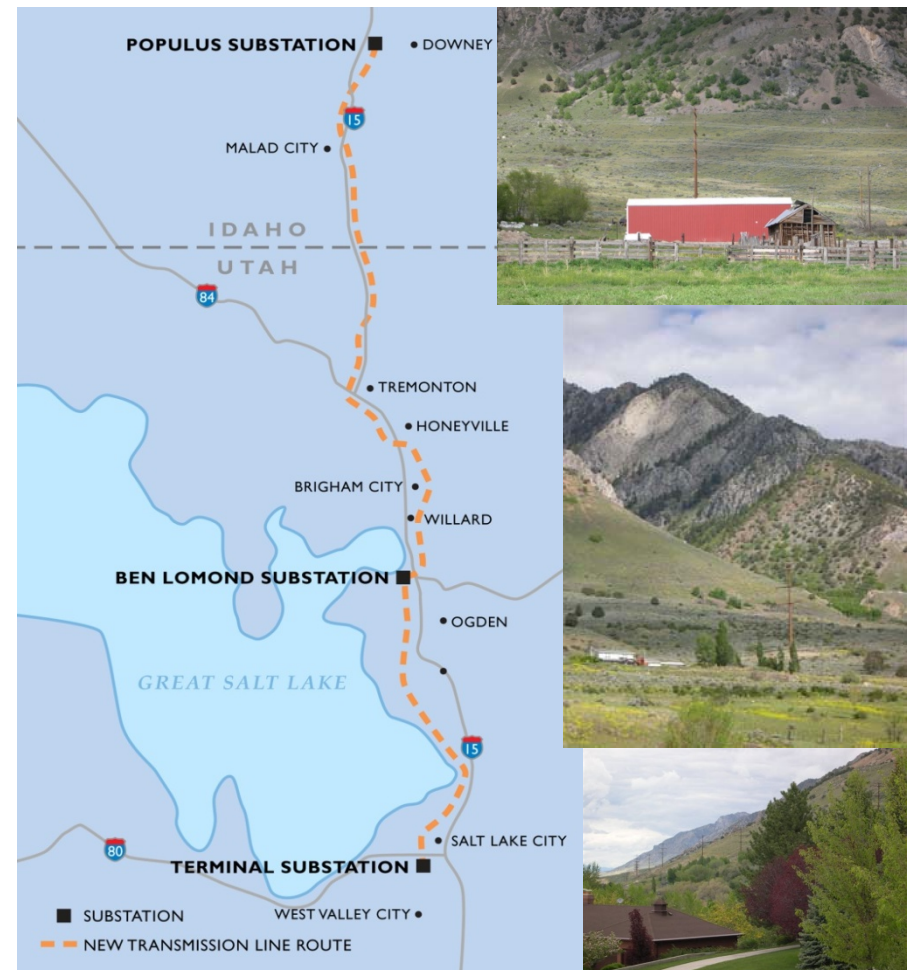 POPULUS SUBSTATION
DOWNEY
15
MALAD CITY
IDAHO
UTAH
84
TREMONTON
HONEYVILLE
BRIGHAM CITY
WILLARD
BEN LOMOND SUBSTATION
OGDEN
GREAT SALT LAKE
15
SALT LAKE CITY
80
TERMINAL SUBSTATION
SUBSTATION
WEST VALLEY CITY
NEW TRANSMISSION LINE ROUTE